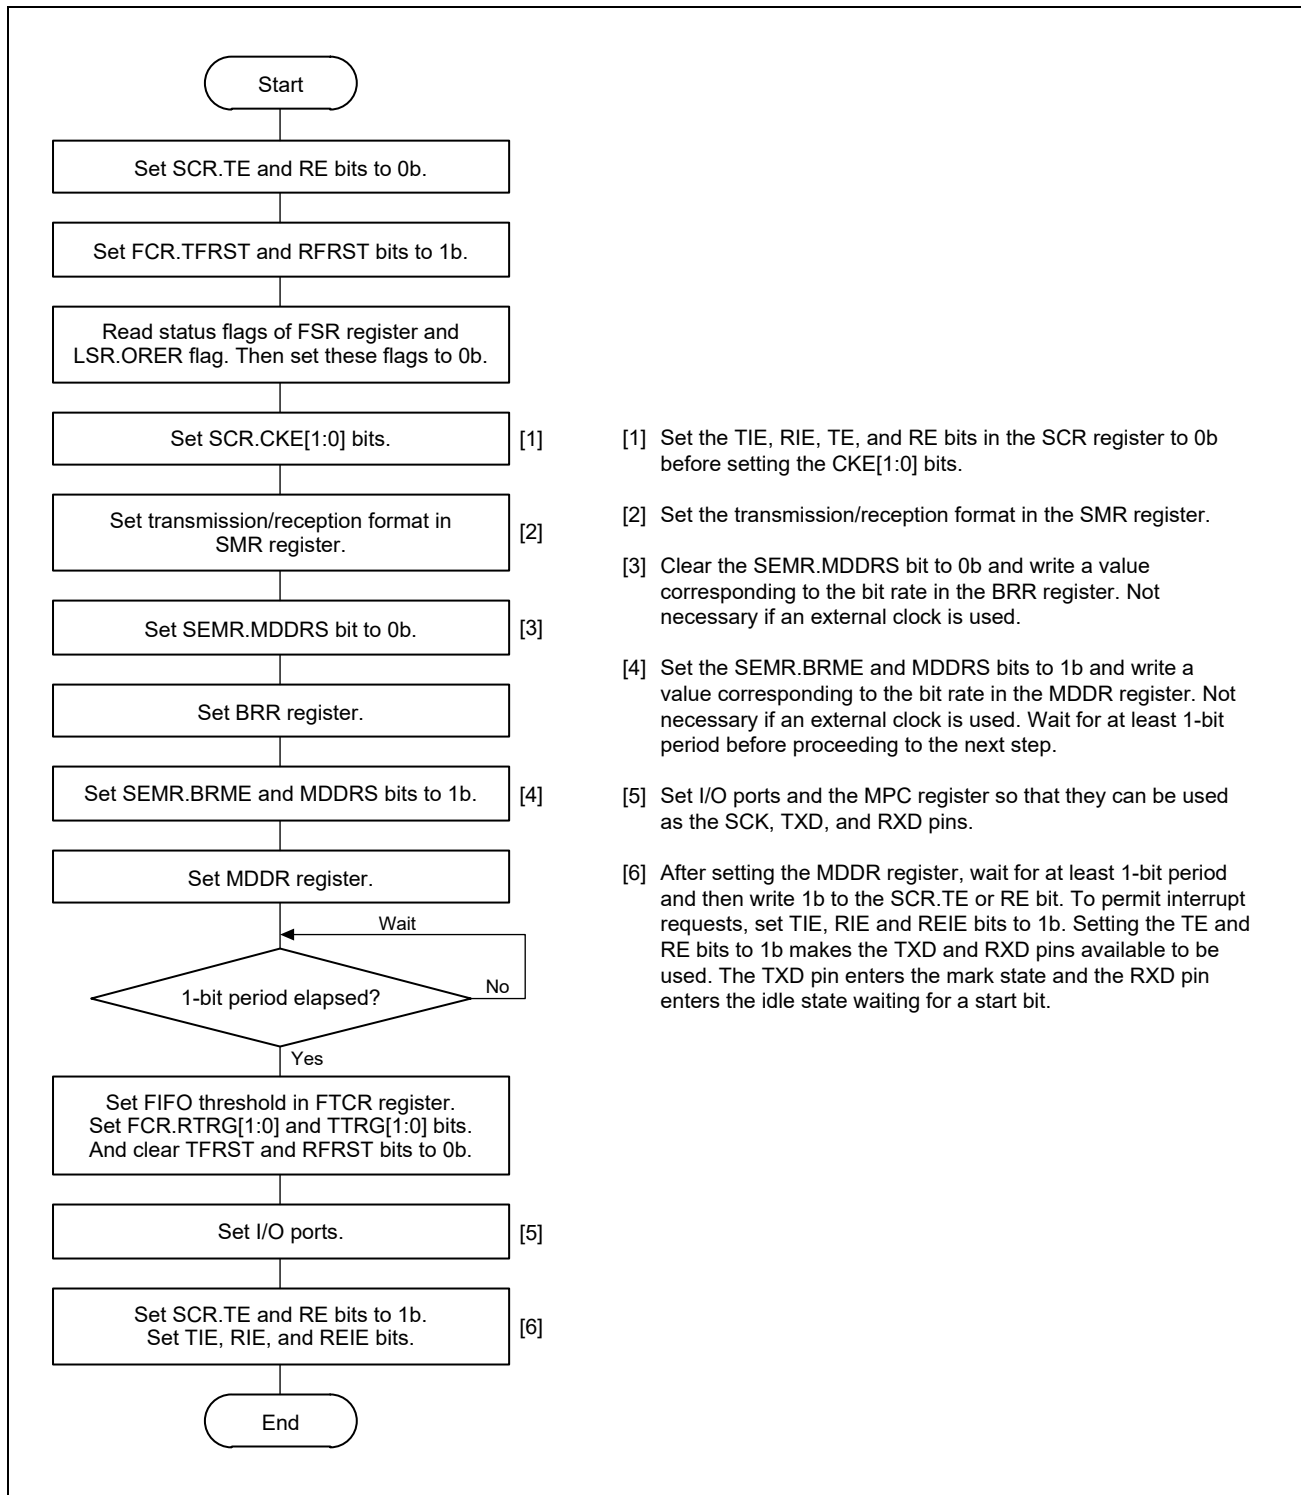 Start
Set SCR.TE and RE bits to 0b.
Set FCR.TFRST and RFRST bits to 1b.
Read status flags of FSR register and
LSR.ORER flag. Then set these flags to 0b.
Set SCR.CKE[1:0] bits.
[1]
Set transmission/reception format in
SMR register.
[2]
Set SEMR.MDDRS bit to 0b.
[3]
Set BRR register.
Set SEMR.BRME and MDDRS bits to 1b.
[4]
Set MDDR register.
Wait
1-bit period elapsed?
No
Yes
Set FIFO threshold in FTCR register.
Set FCR.RTRG[1:0] and TTRG[1:0] bits.
And clear TFRST and RFRST bits to 0b.
Set I/O ports.
[5]
Set SCR.TE and RE bits to 1b.
Set TIE, RIE, and REIE bits.
[6]
End
[1] Set the TIE, RIE, TE, and RE bits in the SCR register to 0b
before setting the CKE[1:0] bits.
[2] Set the transmission/reception format in the SMR register.
[3] Clear the SEMR.MDDRS bit to 0b and write a value
corresponding to the bit rate in the BRR register. Not
necessary if an external clock is used.
[4] Set the SEMR.BRME and MDDRS bits to 1b and write a
value corresponding to the bit rate in the MDDR register. Not
necessary if an external clock is used. Wait for at least 1-bit
period before proceeding to the next step.
[5] Set I/O ports and the MPC register so that they can be used
as the SCK, TXD, and RXD pins.
[6] After setting the MDDR register, wait for at least 1-bit period
and then write 1b to the SCR.TE or RE bit. To permit interrupt
requests, set TIE, RIE and REIE bits to 1b. Setting the TE and
RE bits to 1b makes the TXD and RXD pins available to be
used. The TXD pin enters the mark state and the RXD pin
enters the idle state waiting for a start bit.